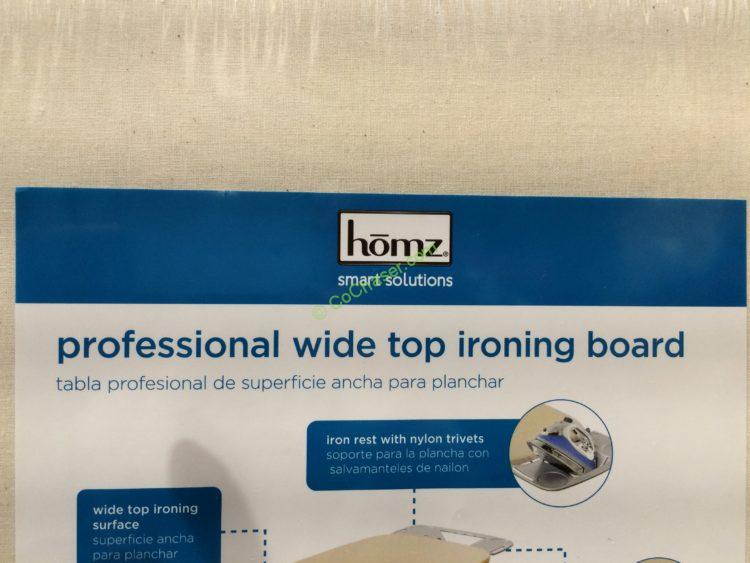 hōmz®
smart solutions
© CoChaser.com
professional wide top ironing board
tabla profesional de superficie ancha para planchar
iron rest with nylon trivets
soporte para la plancha con
salvamanteles de nailon
wide top ironing
surface
superficie ancha
para planchar